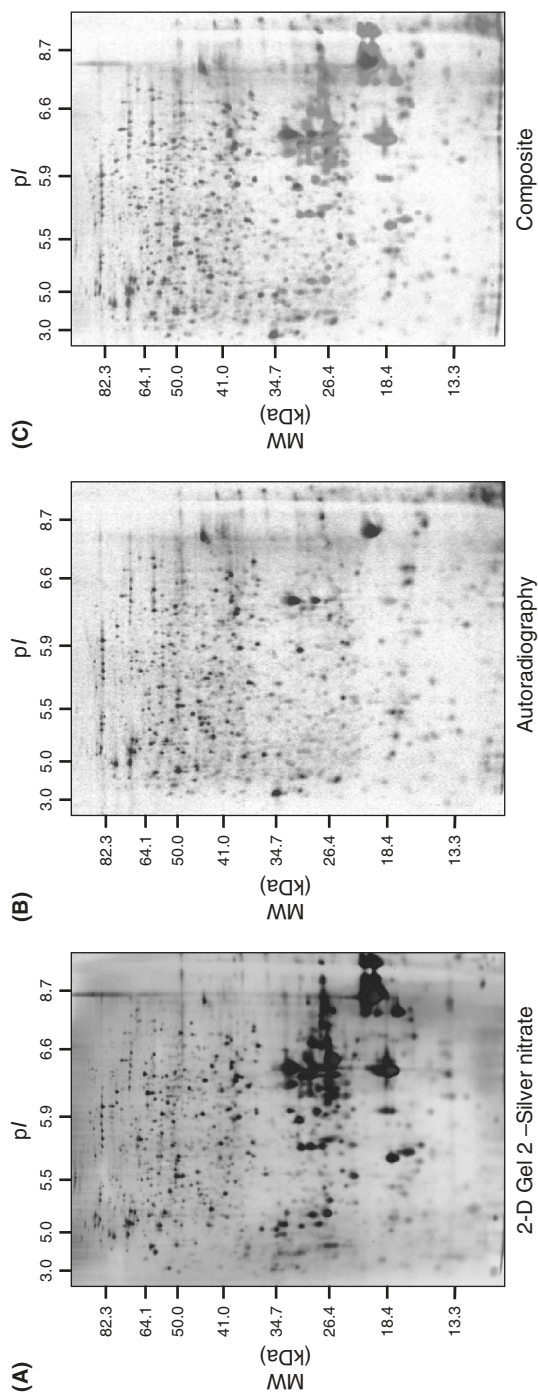 (A)
pI
3.0 5.0 5.5 5.9 6.6 8.7
MW
(kDa)
82.3
64.1
50.0
41.0
34.7
26.4
18.4
13.3
2-D Gel 2 –Silver nitrate
(B)
pI
3.0 5.0 5.5 5.9 6.6 8.7
MW
(kDa)
82.3
64.1
50.0
41.0
34.7
26.4
18.4
13.3
Autoradiography
(C)
pI
3.0 5.0 5.5 5.9 6.6 8.7
MW
(kDa)
82.3
64.1
50.0
41.0
34.7
26.4
18.4
13.3
Composite